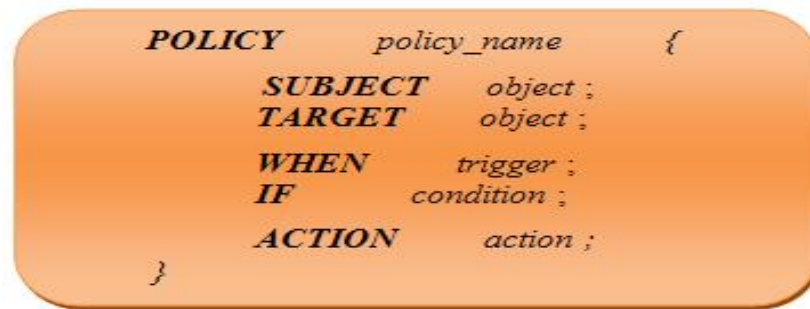 POLICY policy_name {
SUBJECT object ;
TARGET object ;
WHEN trigger ;
IF condition ;
ACTION action ;
}